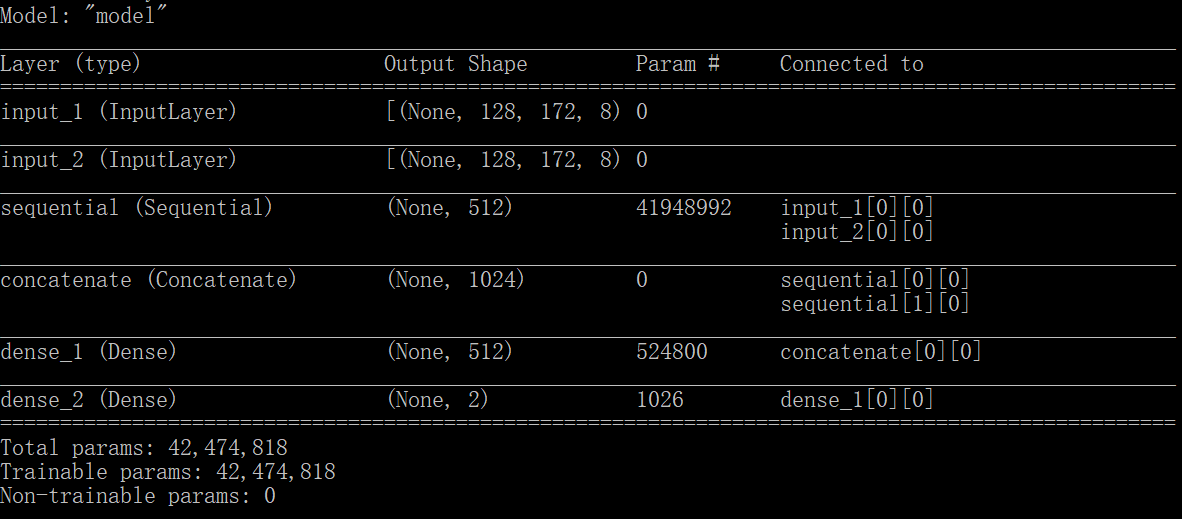 Model: "model"
Layer (type) Output Shape Param # Connected to
input_1 (InputLayer) [(None, 128, 172, 8) 0
input_2 (InputLayer) [(None, 128, 172, 8) 0
sequential (Sequential) (None, 512) 41948992 input_1[0][0]
input_2[0][0]
concatenate (Concatenate) (None, 1024) 0 sequential[0][0]
sequential[1][0]
dense_1 (Dense) (None, 512) 524800 concatenate[0][0]
dense_2 (Dense) (None, 2) 1026 dense_1[0][0]
Total params: 42,474,818
Trainable params: 42,474,818
Non-trainable params: 0